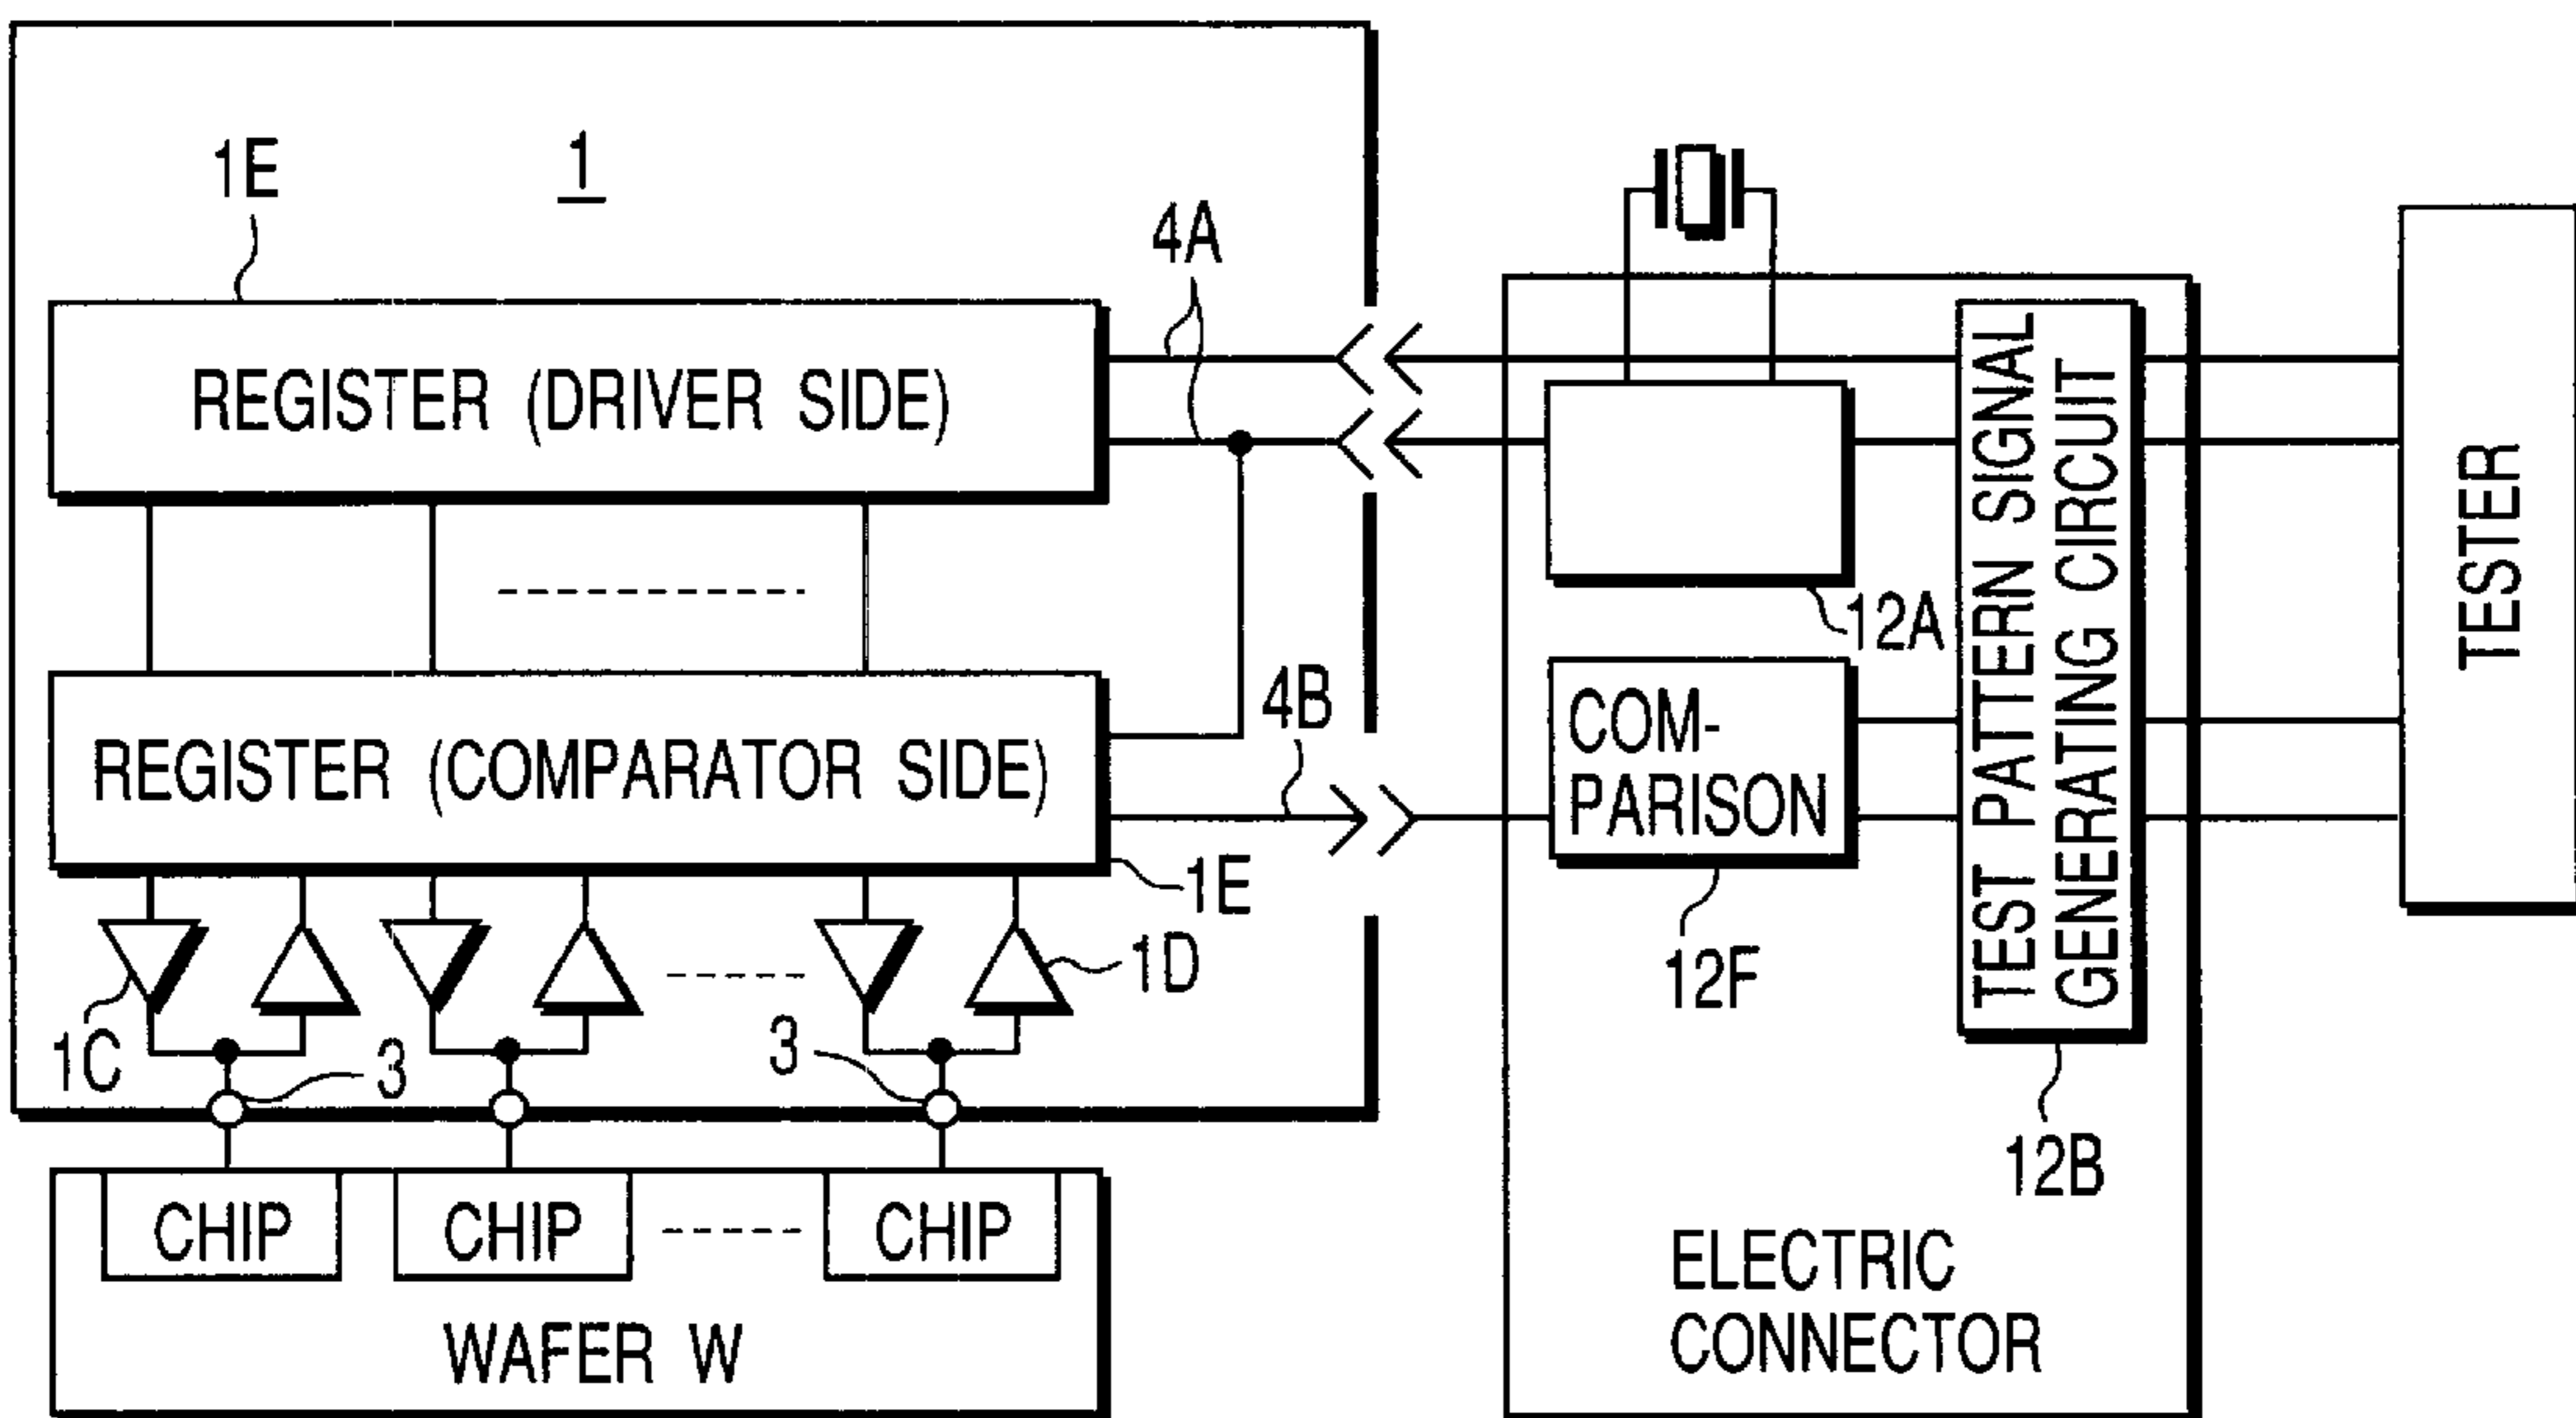 1E
1
4A
REGISTER (DRIVER SIDE)
12A
REGISTER (COMPARATOR SIDE)
4B
1E
COM-
PARISON
12F
TEST PATTERN SIGNAL
GENERATING CIRCUIT
12B
TESTER
1C
1D
3
3
CHIP
CHIP
CHIP
WAFER W
ELECTRIC
CONNECTOR